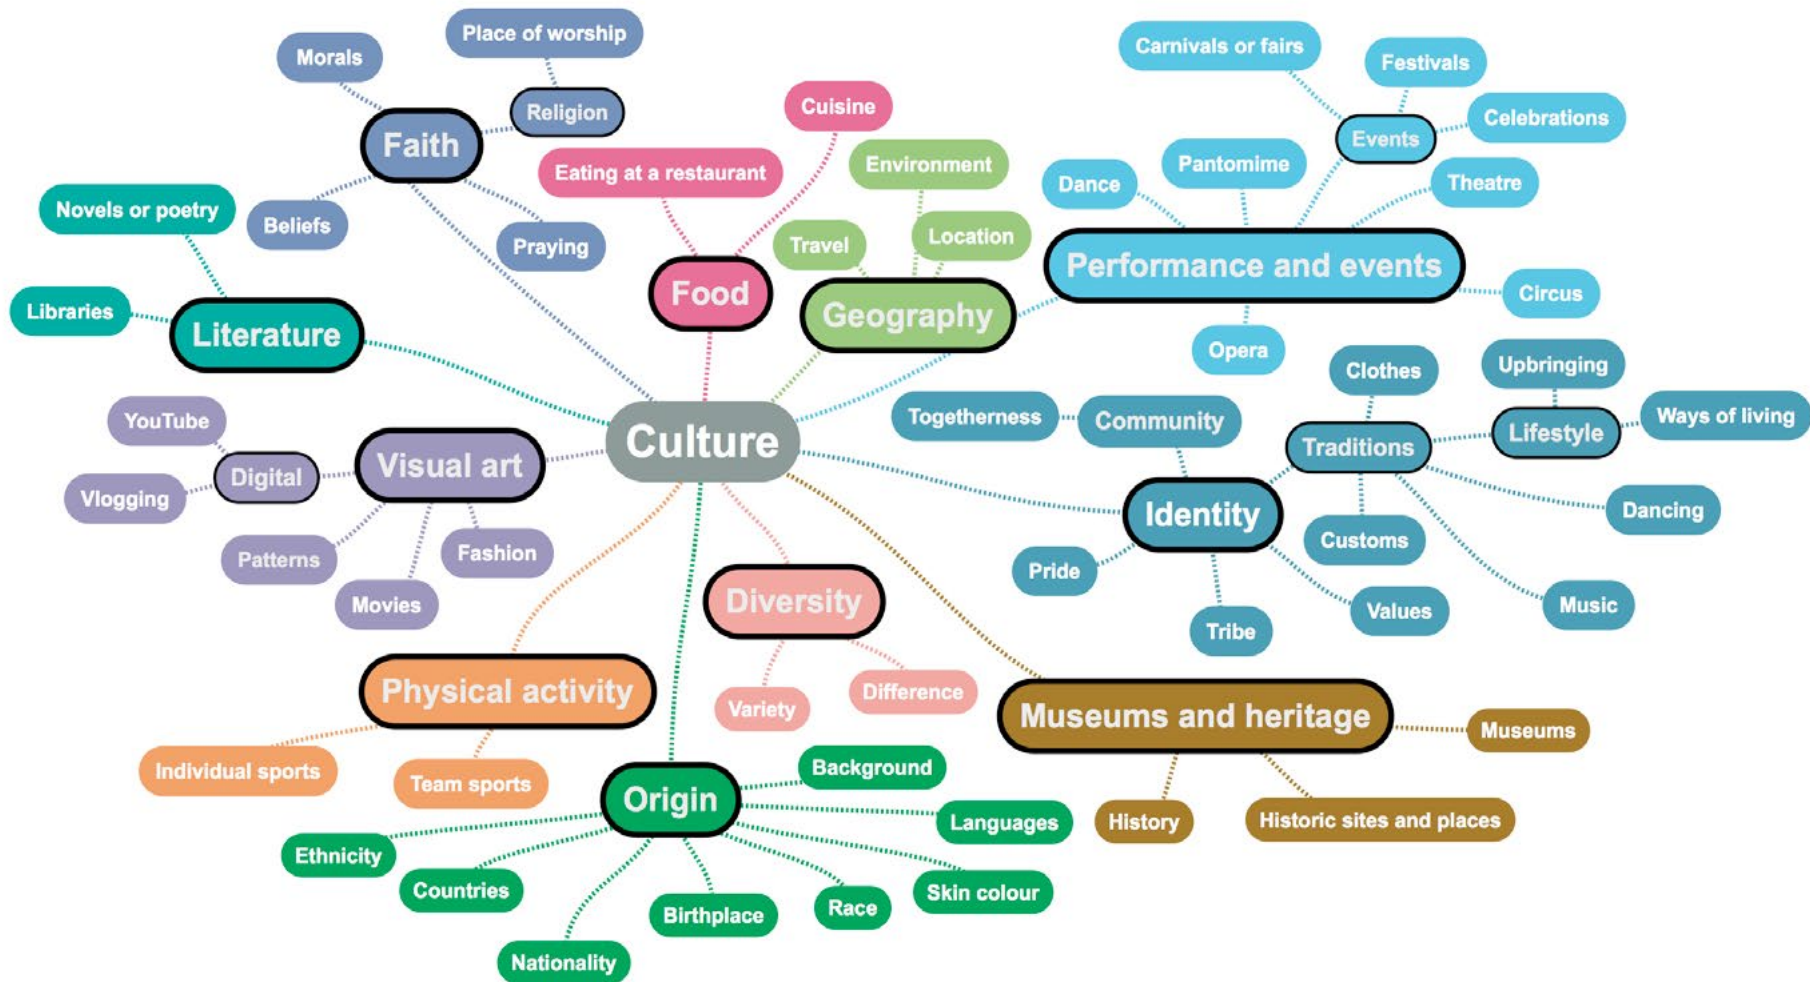 Place of worship
Morals
Religion
Faith
Beliefs
Praying
Novels or poetry
Libraries
Literature
Cuisine
Eating at a restaurant
Food
Environment
Travel
Location
Geography
Carnivals or fairs
Festivals
Celebrations
Events
Dance
Pantomime
Theatre
Performance and events
Circus
Opera
Culture
YouTube
Digital
Vlogging
Visual art
Patterns
Fashion
Movies
Togetherness
Community
Clothes
Upbringing
Traditions
Lifestyle
Ways of living
Identity
Dancing
Customs
Pride
Tribe
Values
Music
Diversity
Variety
Difference
Physical activity
Individual sports
Team sports
Museums and heritage
Museums
History
Historic sites and places
Origin
Background
Languages
Ethnicity
Countries
Nationality
Birthplace
Race
Skin colour